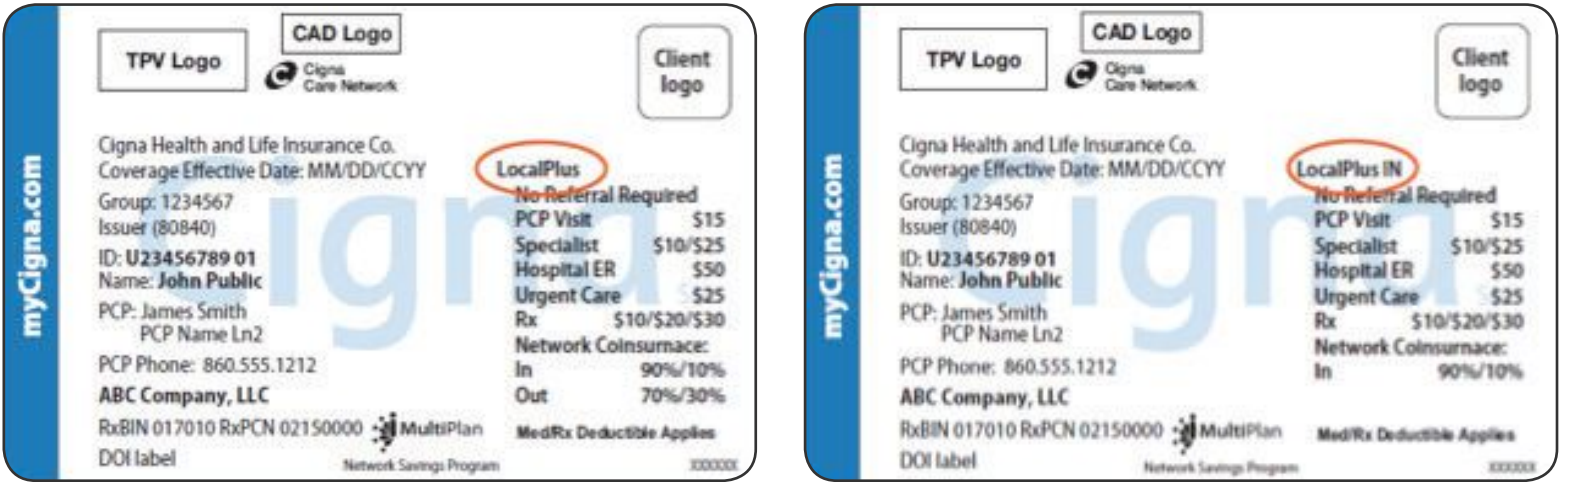 myCigna.com
TPV Logo
CAD Logo
Cigna
Care Network
Client
logo
Cigna Health and Life Insurance Co.
Coverage Effective Date: MM/DD/CCYY
Group: 1234567
Issuer (80840)
ID: U23456789 01
Name: John Public
PCP: James Smith
PCP Name Ln2
PCP Phone: 860.555.1212
ABC Company, LLC
RxBIN 017010 RxPCN 02150000
MultiPlan
DOI label
Network Savings Program
LocalPlus
No Referral Required
PCP Visit $15
Specialist $10/$25
Hospital ER $50
Urgent Care $25
Rx $10/$20/$30
Network Coinsurnace:
In 90%/10%
Out 70%/30%
Med/Rx Deductible Applies
XXXXXX
Cigna
myCigna.com
TPV Logo
CAD Logo
Cigna
Care Network
Client
logo
Cigna Health and Life Insurance Co.
Coverage Effective Date: MM/DD/CCYY
Group: 1234567
Issuer (80840)
ID: U23456789 01
Name: John Public
PCP: James Smith
PCP Name Ln2
PCP Phone: 860.555.1212
ABC Company, LLC
RxBIN 017010 RxPCN 02150000
MultiPlan
DOI label
Network Savings Program
LocalPlus IN
No Referral Required
PCP Visit $15
Specialist $10/$25
Hospital ER $50
Urgent Care $25
Rx $10/$20/$30
Network Coinsurnace:
In 90%/10%
Med/Rx Deductible Applies
XXXXXX
Cigna